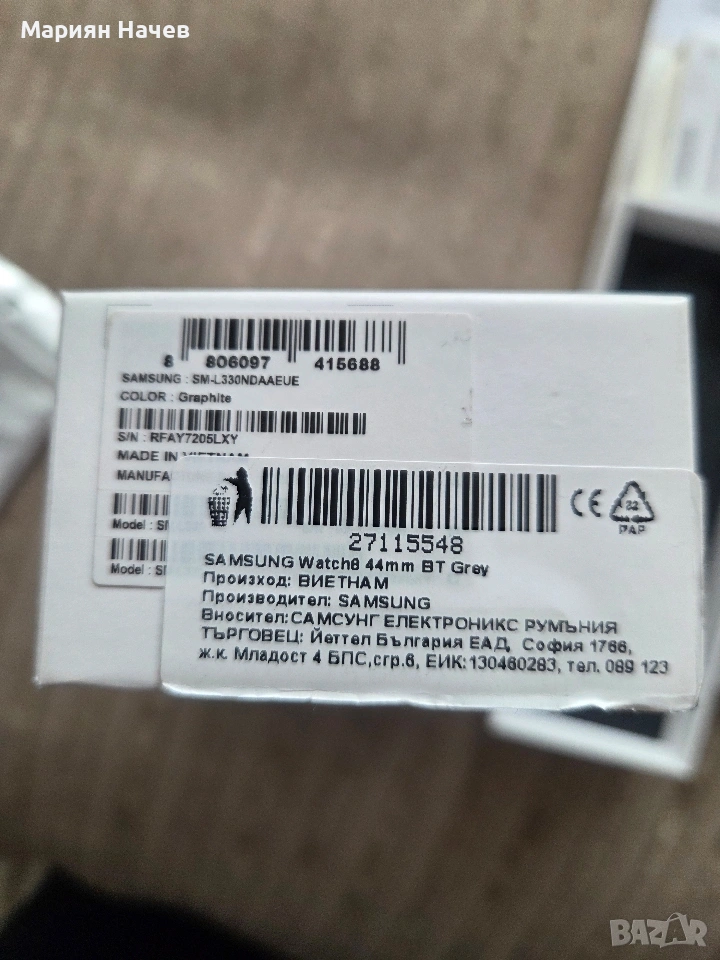 Мариян Начев
8 806097 415688
SAMSUNG : SM-L330NDAAEUE
COLOR : Graphite
S/N : RFAY7205LXY
MADE IN VIETNAM
MANUFA
Model : S
Model : S
27115548
CE
22
PAP
SAMSUNG Watch8 44mm BT Grey
Произход: ВИЕТНАМ
Производител: SAMSUNG
Вносител:САМСУНГ ЕЛЕКТРОНИКС РУМЪНИЯ
ТЪРГОВЕЦ: Йеттел България ЕАД, София 1766,
ж.к. Младост 4 БПС,сгр.6, ЕИК:130460283, тел. 089 123
BAZAR